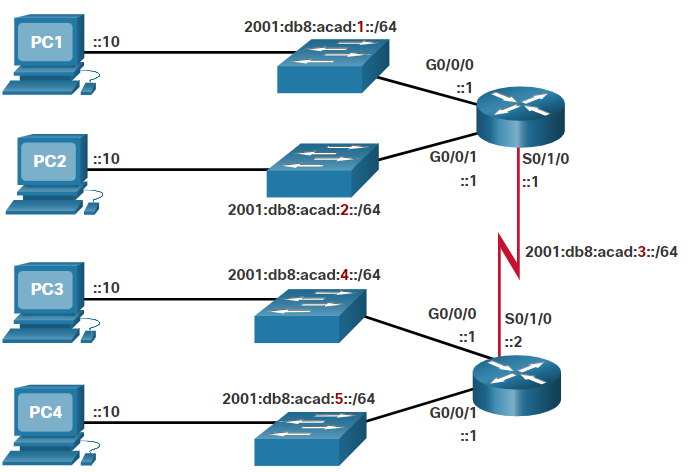 2001:db8:acad:1::/64
PC1
::10
G0/0/0
::1
PC2
::10
G0/0/1
::1
S0/1/0
::1
2001:db8:acad:2::/64
2001:db8:acad:3::/64
2001:db8:acad:4::/64
PC3
::10
G0/0/0
::1
S0/1/0
::2
2001:db8:acad:5::/64
PC4
::10
G0/0/1
::1